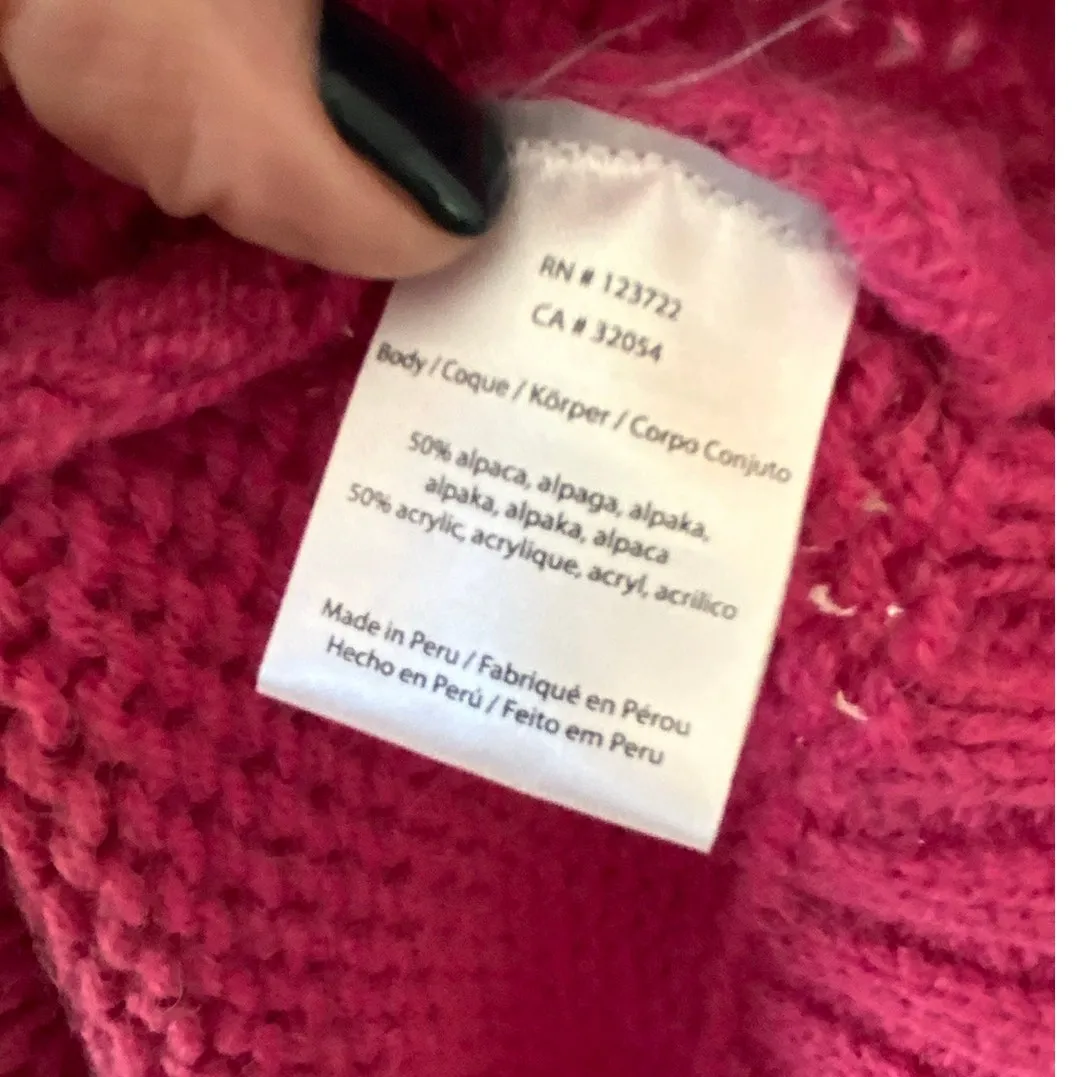 RN # 123722
CA # 32054
Body / Coque / Körper / Corpo Conjuto
50% alpaca, alpaga, alpaka,
alpaka, alpaka, alpaca
50% acrylic, acrylique, acryl, acrilico
Made in Peru / Fabriqué en Pérou
Hecho en Perú / Feito em Peru